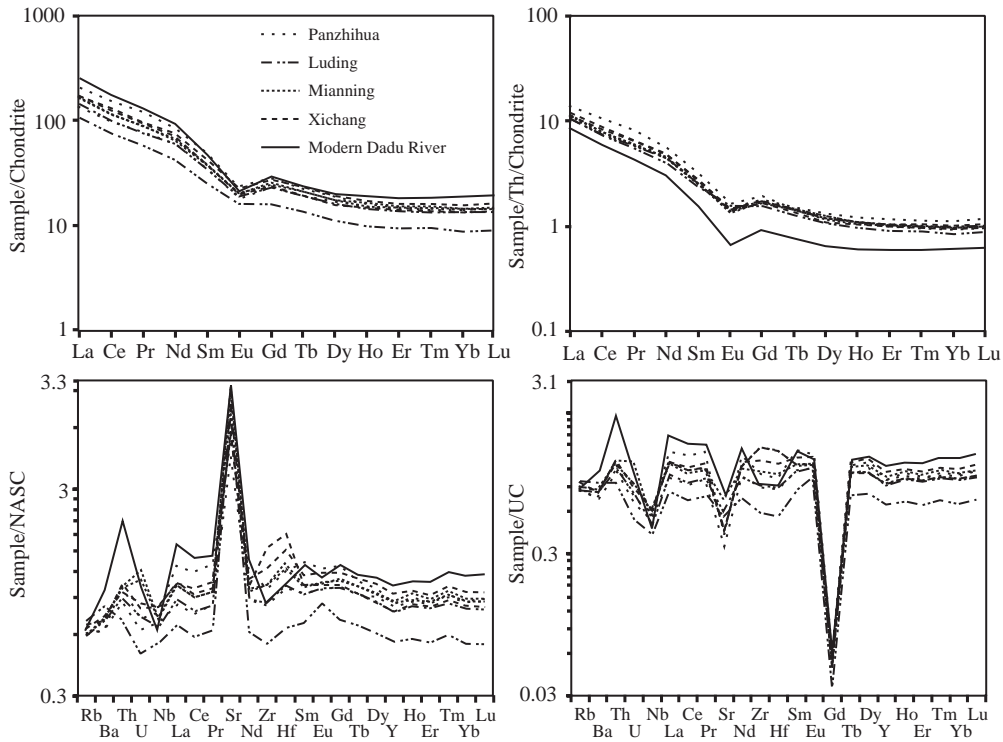 1000
100
10
1
Sample/Chondrite
Panzhihua
Luding
Mianning
Xichang
Modern Dadu River
La Ce Pr Nd Sm Eu Gd Tb Dy Ho Er Tm Yb Lu
100
10
1
0.1
Sample/Th/Chondrite
La Ce Pr Nd Sm Eu Gd Tb Dy Ho Er Tm Yb Lu
3.3
3
0.3
Sample/NASC
Rb Th Nb Ce Sr Zr Sm Gd Dy Ho Tm Lu
Ba U La Pr Nd Hf Eu Tb Y Er Yb
3.1
0.3
0.03
Sample/UC
Rb Th Nb Ce Sr Zr Sm Gd Dy Ho Tm Lu
Ba U La Pr Nd Hf Eu Tb Y Er Yb